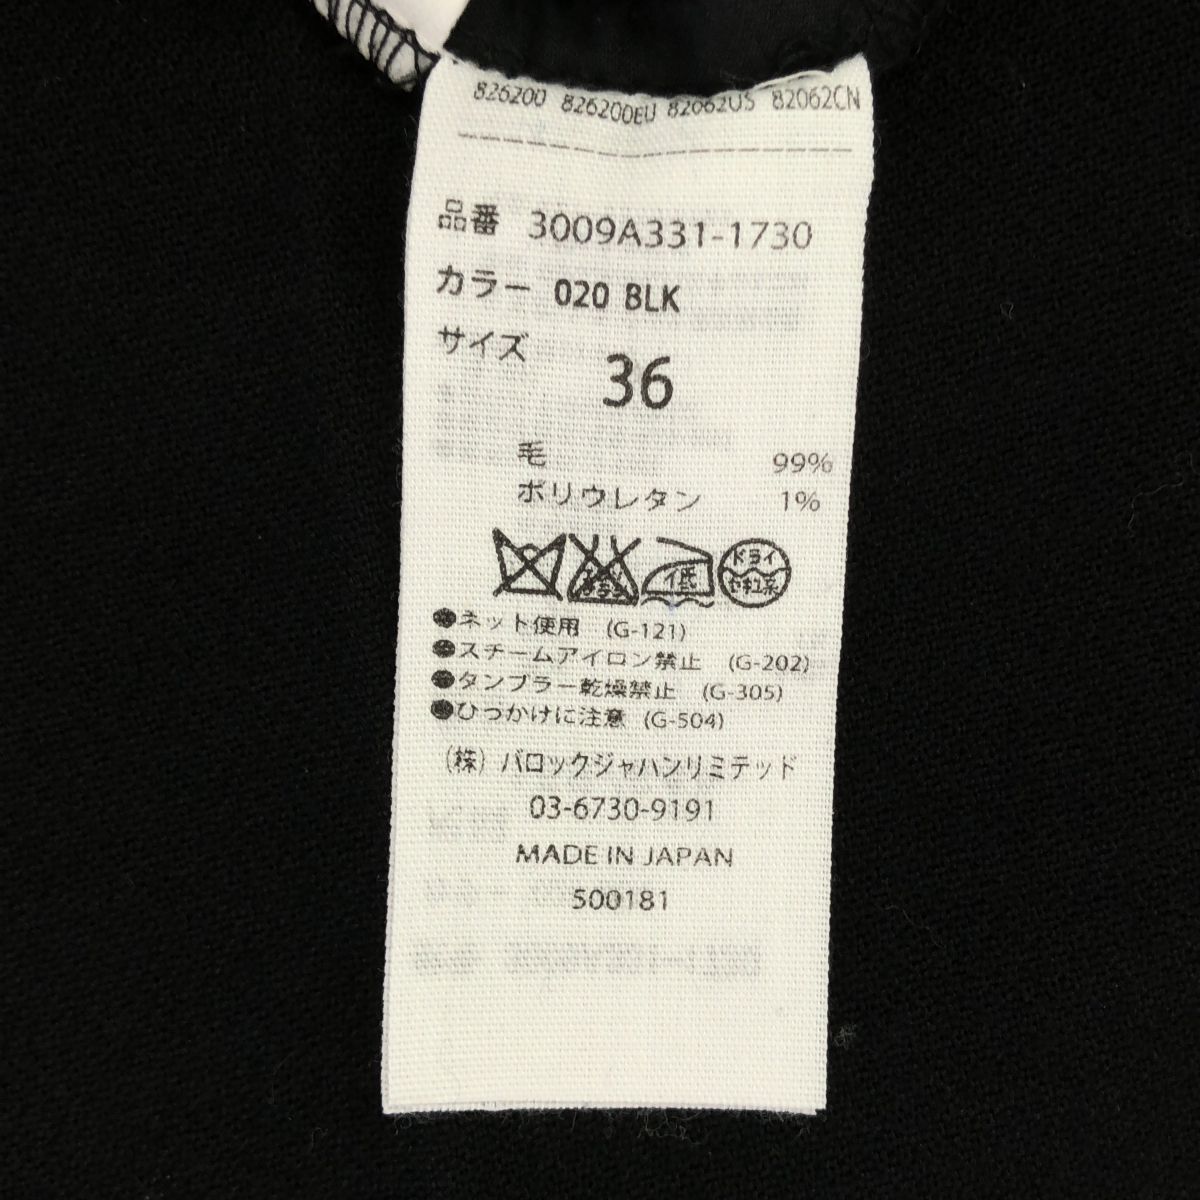 826200 826200EU 82062US 82062CN
品番 3009A331-1730
カラー 020 BLK
サイズ 36
毛 99%
ポリウレタン 1%
低 ドライ
●ネット使用 (G-121)
●スチームアイロン禁止 (G-202)
●タンブラー乾燥禁止 (G-305)
●ひっかけに注意 (G-504)
(株) バロックジャパンリミテッド
03-6730-9191
MADE IN JAPAN
500181